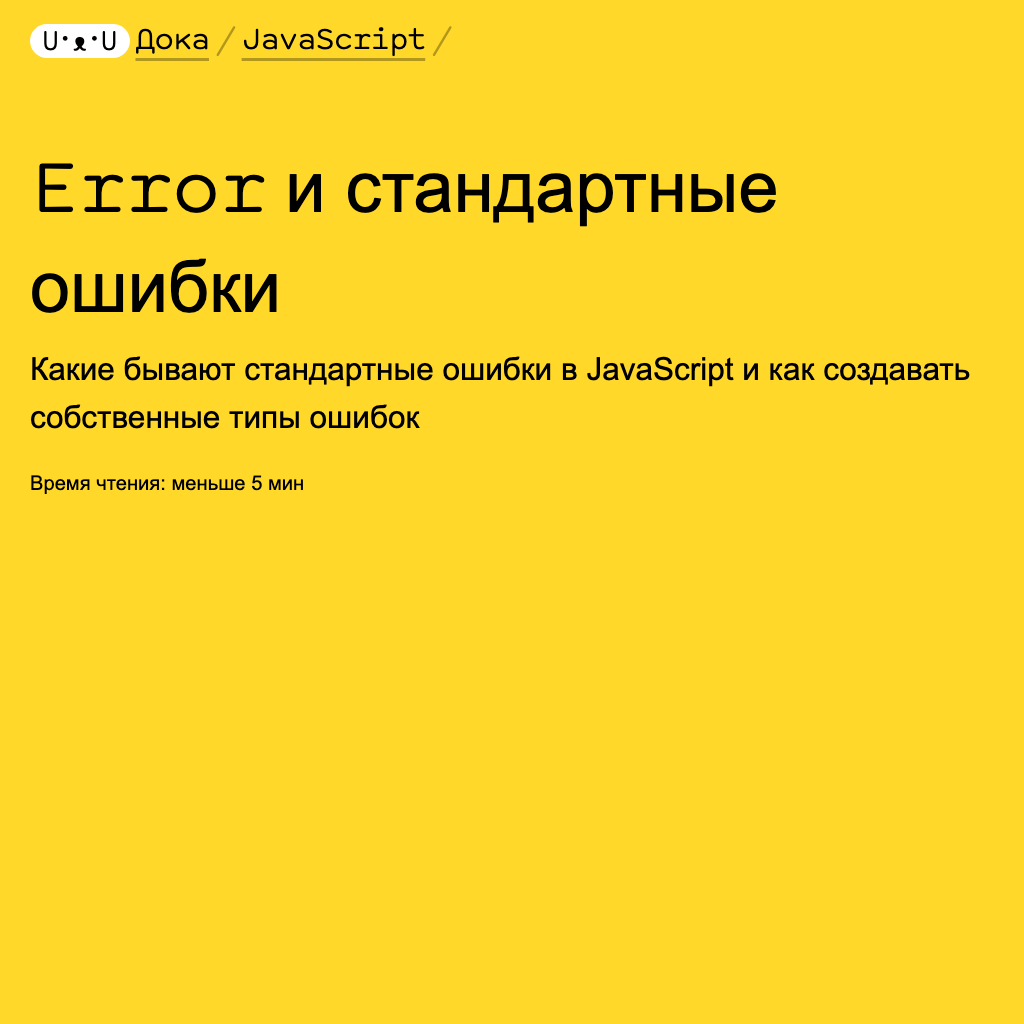 U•ᴥ•U Дока / JavaScript /
Error и стандартные
ошибки
Какие бывают стандартные ошибки в JavaScript и как создавать
собственные типы ошибок
Время чтения: меньше 5 мин